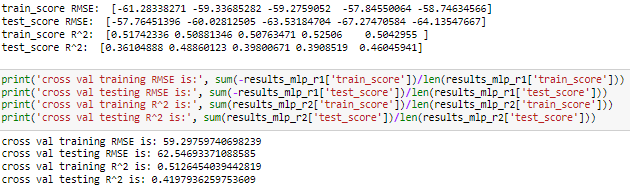 train_score RMSE:  [-61.28338271 -59.33685282 -59.2759052  -57.84550064 -58.74634566]
test_score RMSE:  [-57.76451396 -60.02812505 -63.53184704 -67.27470584 -64.13547667]
train_score R^2:  [0.51742336 0.50881346 0.50763471 0.52506    0.5042955 ]
test_score R^2:  [0.36104888 0.48860123 0.39800671 0.3908519  0.46045941]
print('cross val training RMSE is:', sum(-results_mlp_r1['train_score'])/len(results_mlp_r1['train_score']))
print('cross val testing RMSE is:', sum(-results_mlp_r1['test_score'])/len(results_mlp_r1['test_score']))
print('cross val training R^2 is:', sum(results_mlp_r2['train_score'])/len(results_mlp_r2['train_score']))
print('cross val testing R^2 is:', sum(results_mlp_r2['test_score'])/len(results_mlp_r2['test_score']))
cross val training RMSE is: 59.29759740698239
cross val testing RMSE is: 62.54693371088585
cross val training R^2 is: 0.5126454039442819
cross val testing R^2 is: 0.4197936259753609